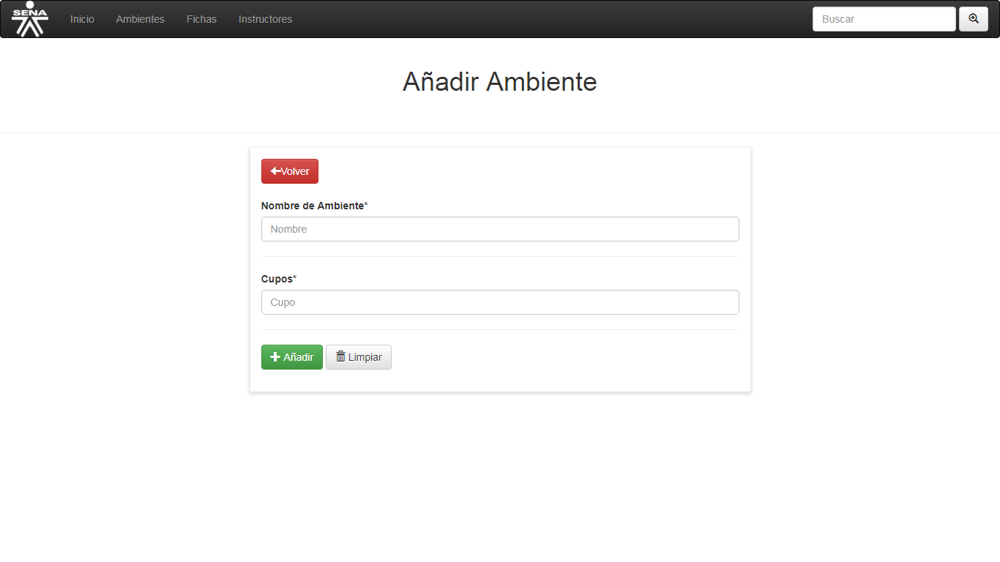 SENA
Inicio Ambientes Fichas Instructores Buscar
Añadir Ambiente
Volver
Nombre de Ambiente*
Nombre
Cupos*
Cupo
Añadir Limpiar